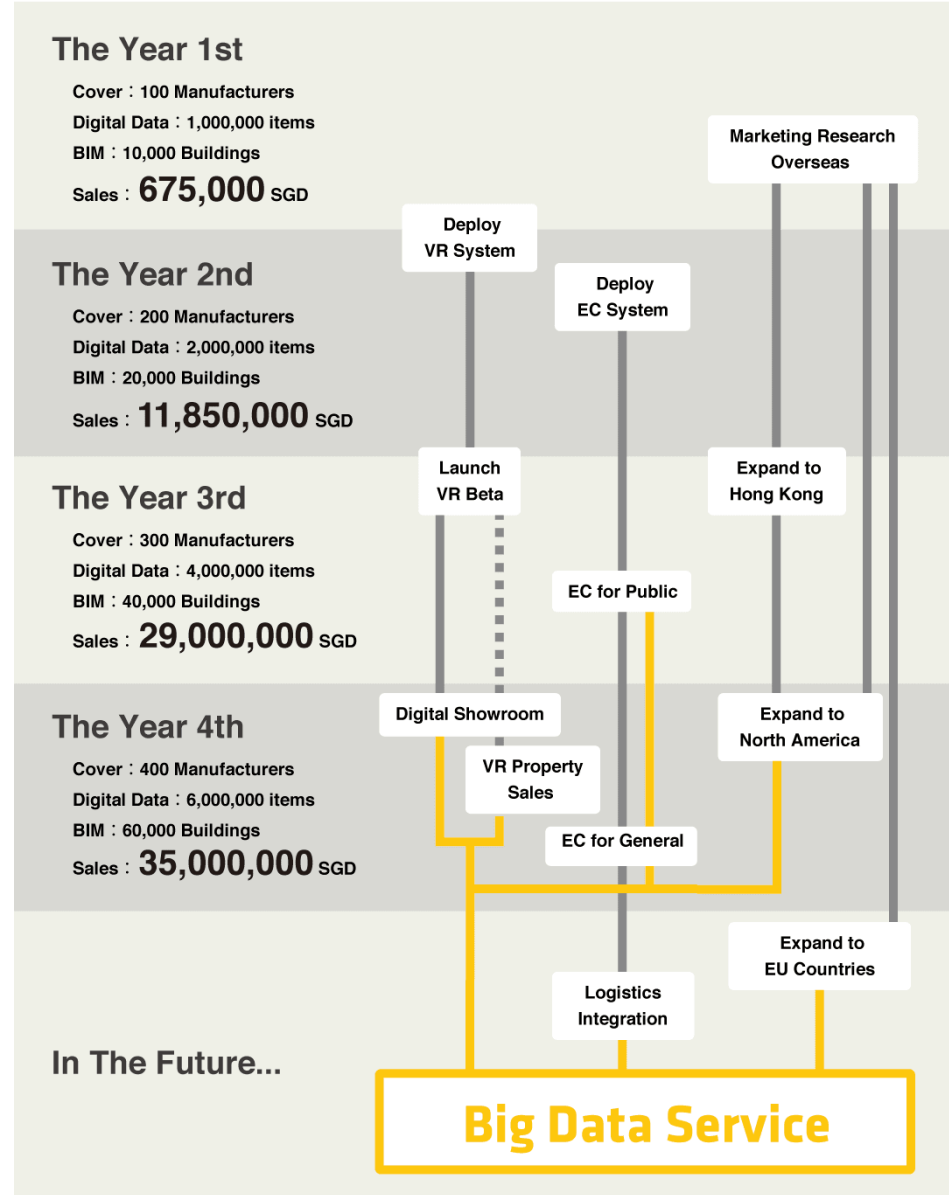 The Year 1st
Cover：100 Manufacturers
Digital Data：1,000,000 items
BIM：10,000 Buildings
Sales：675,000 SGD
Marketing Research
Overseas
Deploy
VR System
The Year 2nd
Cover：200 Manufacturers
Digital Data：2,000,000 items
BIM：20,000 Buildings
Sales：11,850,000 SGD
Deploy
EC System
Launch
VR Beta
Expand to
Hong Kong
The Year 3rd
Cover：300 Manufacturers
Digital Data：4,000,000 items
BIM：40,000 Buildings
Sales：29,000,000 SGD
EC for Public
The Year 4th
Cover：400 Manufacturers
Digital Data：6,000,000 items
BIM：60,000 Buildings
Sales：35,000,000 SGD
Digital Showroom
Expand to
North America
VR Property
Sales
EC for General
Expand to
EU Countries
Logistics
Integration
In The Future...
Big Data Service